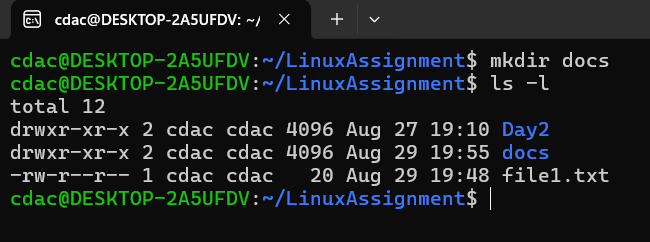 cdac@DESKTOP-2A5UFDV: ~/L
cdac@DESKTOP-2A5UFDV:~/LinuxAssignment$ mkdir docs
cdac@DESKTOP-2A5UFDV:~/LinuxAssignment$ ls -l
total 12
drwxr-xr-x 2 cdac cdac 4096 Aug 27 19:10 Day2
drwxr-xr-x 2 cdac cdac 4096 Aug 29 19:55 docs
-rw-r--r-- 1 cdac cdac   20 Aug 29 19:48 file1.txt
cdac@DESKTOP-2A5UFDV:~/LinuxAssignment$